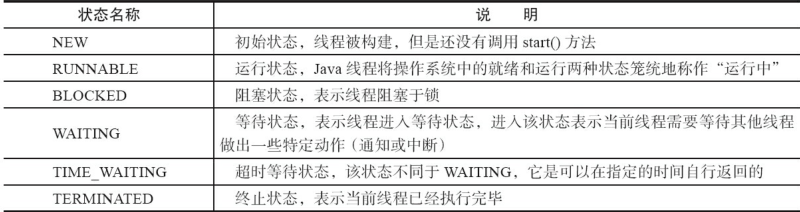 状态名称 说 明
NEW 初始状态，线程被构建，但是还没有调用 start() 方法
RUNNABLE 运行状态，Java 线程将操作系统中的就绪和运行两种状态笼统地称作“运行中”
BLOCKED 阻塞状态，表示线程阻塞于锁
WAITING 等待状态，表示线程进入等待状态，进入该状态表示当前线程需要等待其他线程
做出一些特定动作（通知或中断）
TIME_WAITING 超时等待状态，该状态不同于 WAITING，它是可以在指定的时间自行返回的
TERMINATED 终止状态，表示当前线程已经执行完毕